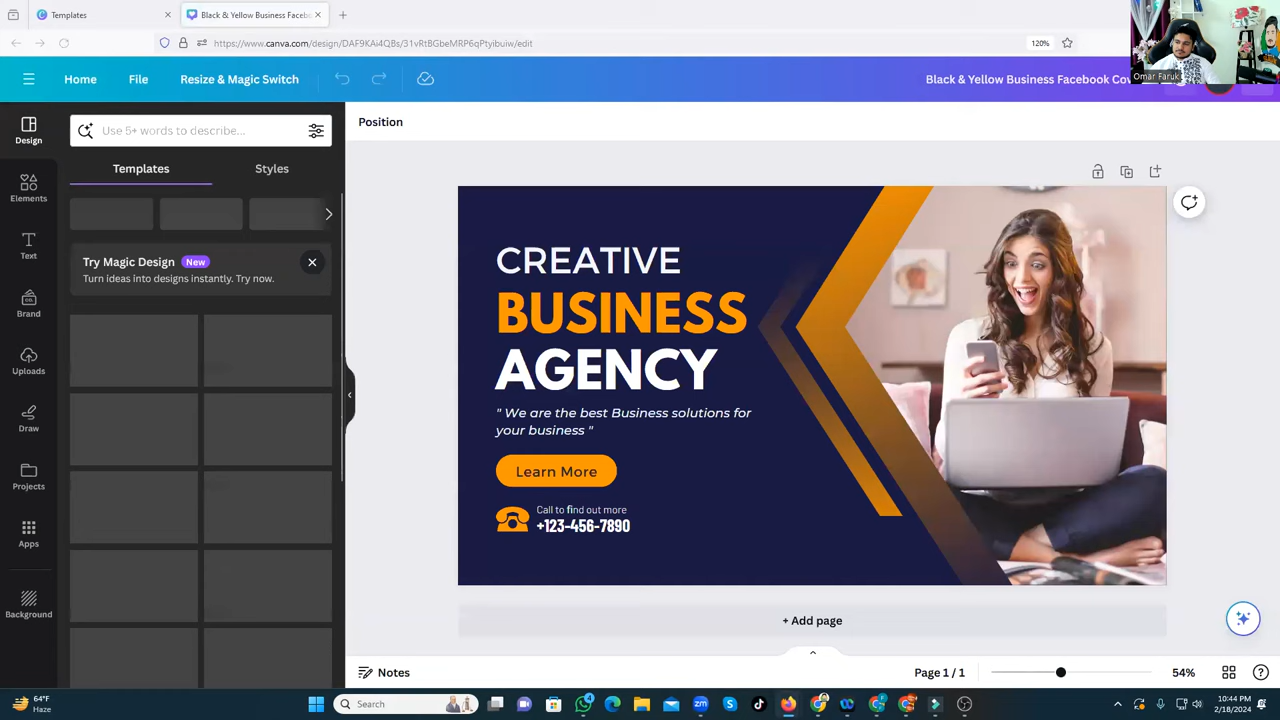 Templates
Black & Yellow Business Facebo
https://www.canva.com/design/DAF9KAi4QBs/31vRtBGbeMRP6qTyibuiw/edit
120%
Omar Faruk
Home
File
Resize & Magic Switch
Black & Yellow Business Facebook Cov
Design
Elements
Text
Brand
Uploads
Draw
Projects
Apps
Background
Use 5+ words to describe...
Templates
Styles
Try Magic Design
New
Turn ideas into designs instantly. Try now.
Position
CREATIVE
BUSINESS
AGENCY
" We are the best Business solutions for
your business "
Learn More
Call to find out more
+123-456-7890
+ Add page
Notes
Page 1 / 1
54%
64°F
Haze
Search
4
10:44 PM
2/18/2024